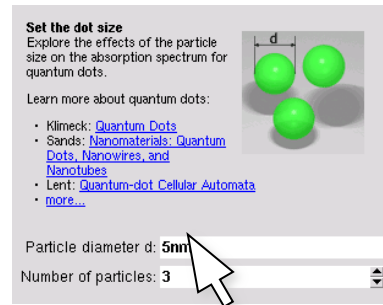 Set the dot size
Explore the effects of the particle
size on the absorption spectrum for
quantum dots.
Learn more about quantum dots:
• Klimeck: Quantum Dots
• Sands: Nanomaterials: Quantum
Dots, Nanowires, and
Nanotubes
• Lent: Quantum-dot Cellular Automata
• more...
d
Particle diameter d: 5nm
Number of particles: 3